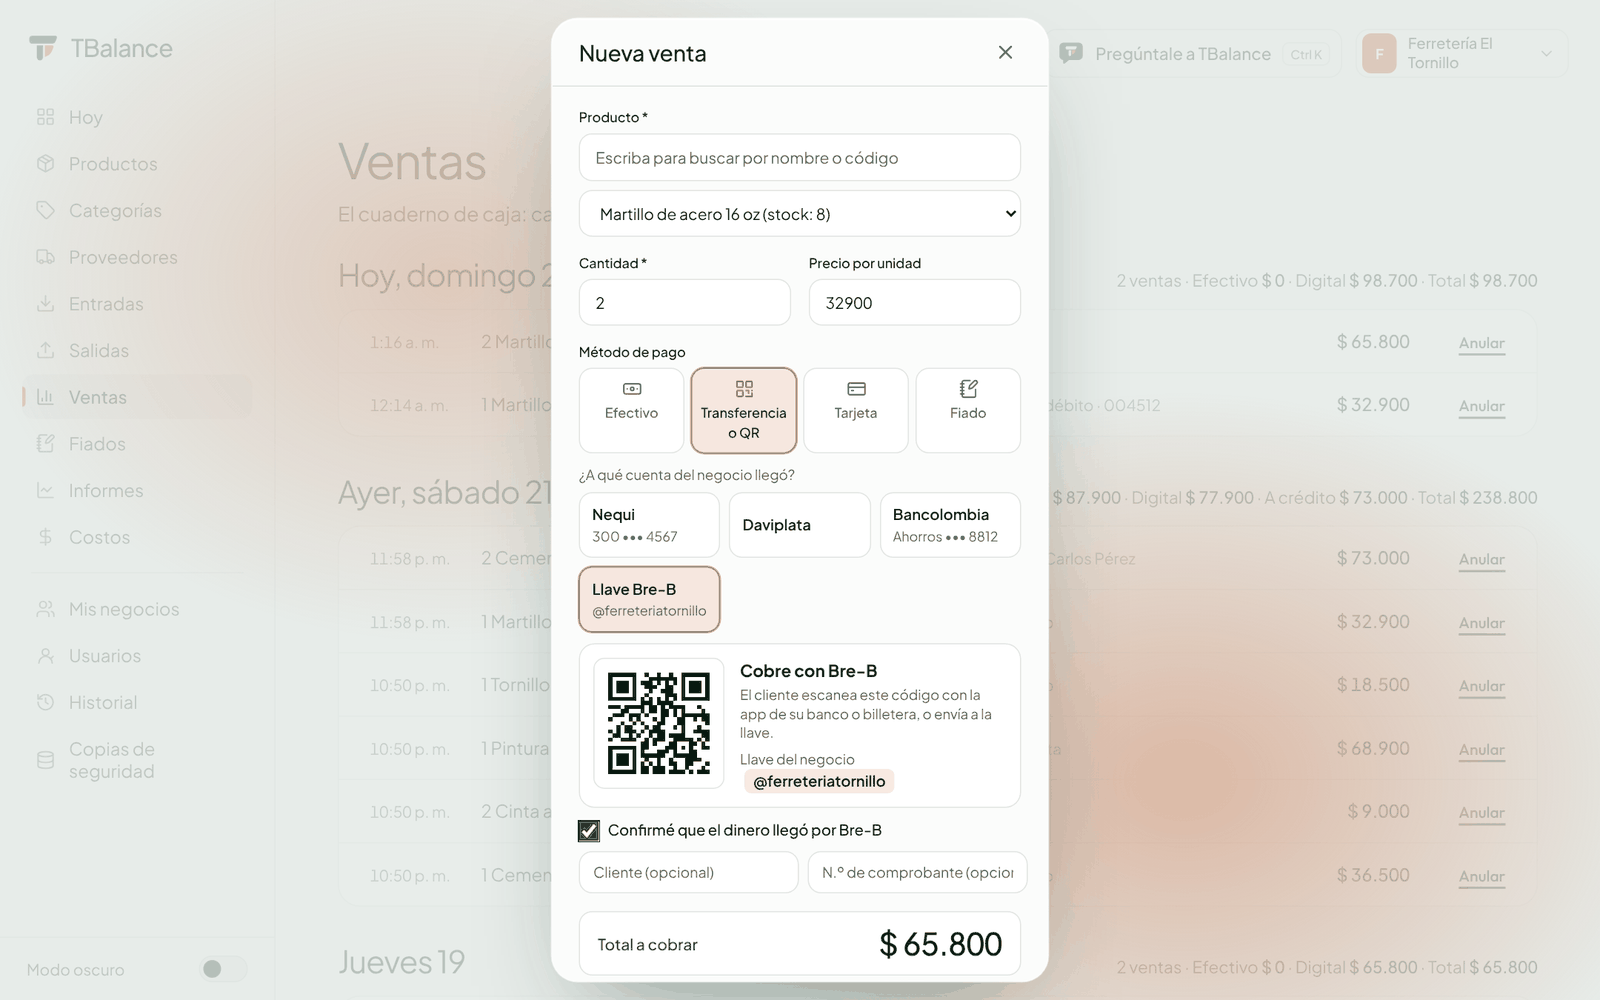 TBalance
Hoy
Productos
Categorías
Proveedores
Entradas
Salidas
Ventas
Fiados
Informes
Costos
Mis negocios
Usuarios
Historial
Copias de
seguridad
Modo oscuro
Pregúntale a TBalance
Ctrl K
F
Ferretería El
Tornillo
Ventas
El cuaderno de caja:
Hoy, domingo
2 ventas · Efectivo $ 0 · Digital $ 98.700 · Total $ 98.700
1:16 a. m. 2 Martill $ 65.800 Anular
12:14 a. m. 1 Martillo débito · 004512 $ 32.900 Anular
Ayer, sábado 21 $ 87.900 · Digital $ 77.900 · A crédito $ 73.000 · Total $ 238.800
11:58 p. m. 2 Cemen Carlos Pérez $ 73.000 Anular
11:58 p. m. 1 Martillo $ 32.900 Anular
10:50 p. m. 1 Tornillo $ 18.500 Anular
10:50 p. m. 1 Pintura $ 68.900 Anular
10:50 p. m. 2 Cinta a $ 9.000 Anular
10:50 p. m. 1 Cemen $ 36.500 Anular
Jueves 19 2 ventas · Efectivo $ 0 · Digital $ 65.800 · Total $ 65.800
Nueva venta
Producto *
Escriba para buscar por nombre o código
Martillo de acero 16 oz (stock: 8)
Cantidad * Precio por unidad
2 32900
Método de pago
Efectivo
Transferencia
o QR
Tarjeta
Fiado
¿A qué cuenta del negocio llegó?
Nequi
300 ••• 4567
Daviplata
Bancolombia
Ahorros ••• 8812
Llave Bre-B
@ferreteriatornillo
Cobre con Bre-B
El cliente escanea este código con la
app de su banco o billetera, o envía a la
llave.
Llave del negocio
@ferreteriatornillo
Confirmé que el dinero llegó por Bre-B
Cliente (opcional) N.º de comprobante (opcior
Total a cobrar $ 65.800